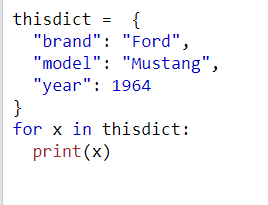 thisdict =  {
  "brand": "Ford",
  "model": "Mustang",
  "year": 1964
}
for x in thisdict:
  print(x)